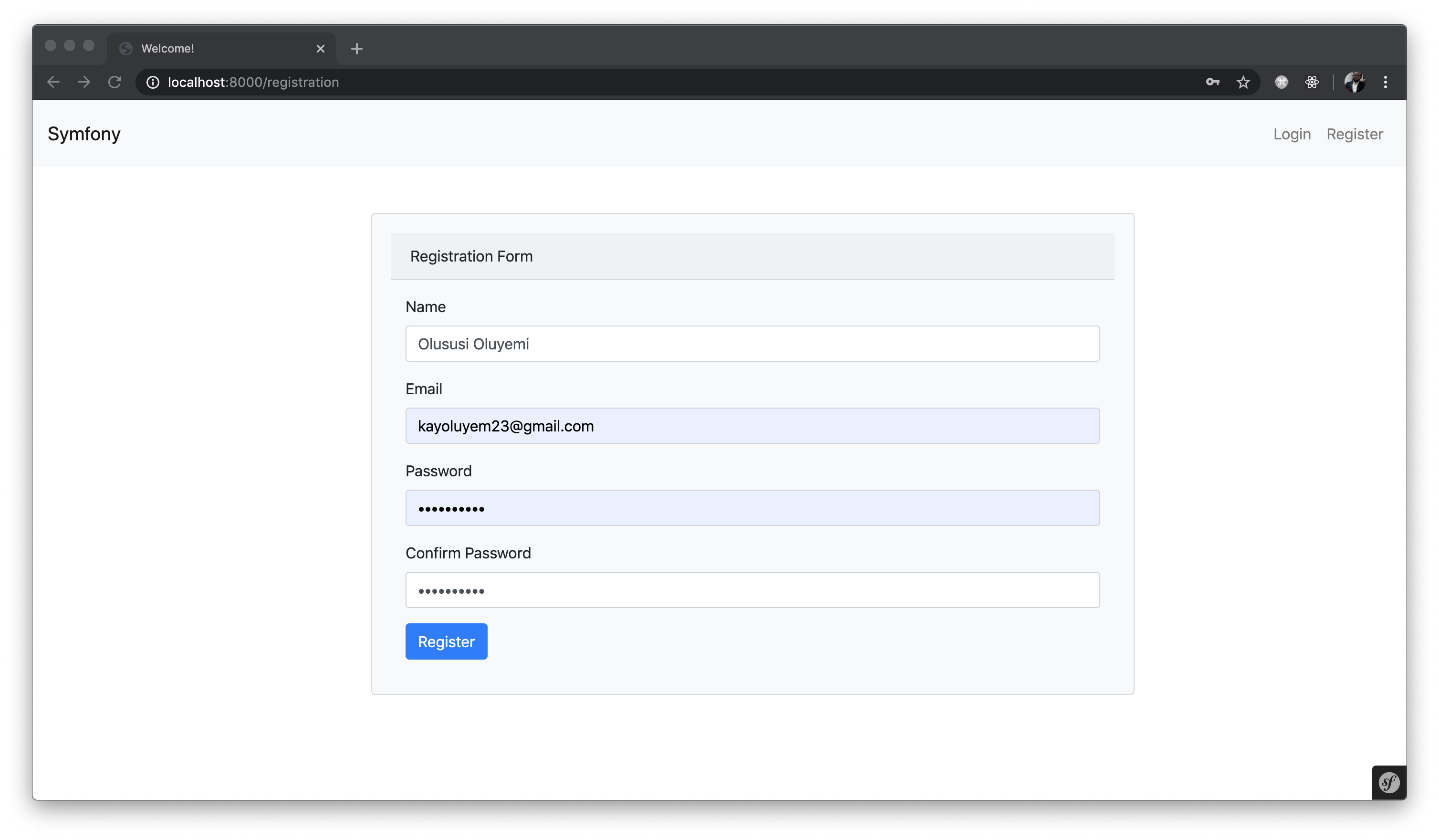 Welcome!
localhost:8000/registration
Symfony
Login Register
Registration Form
Name
Olususi Oluyemi
Email
kayoluyem23@gmail.com
Password
••••••••••
Confirm Password
••••••••••
Register
sf